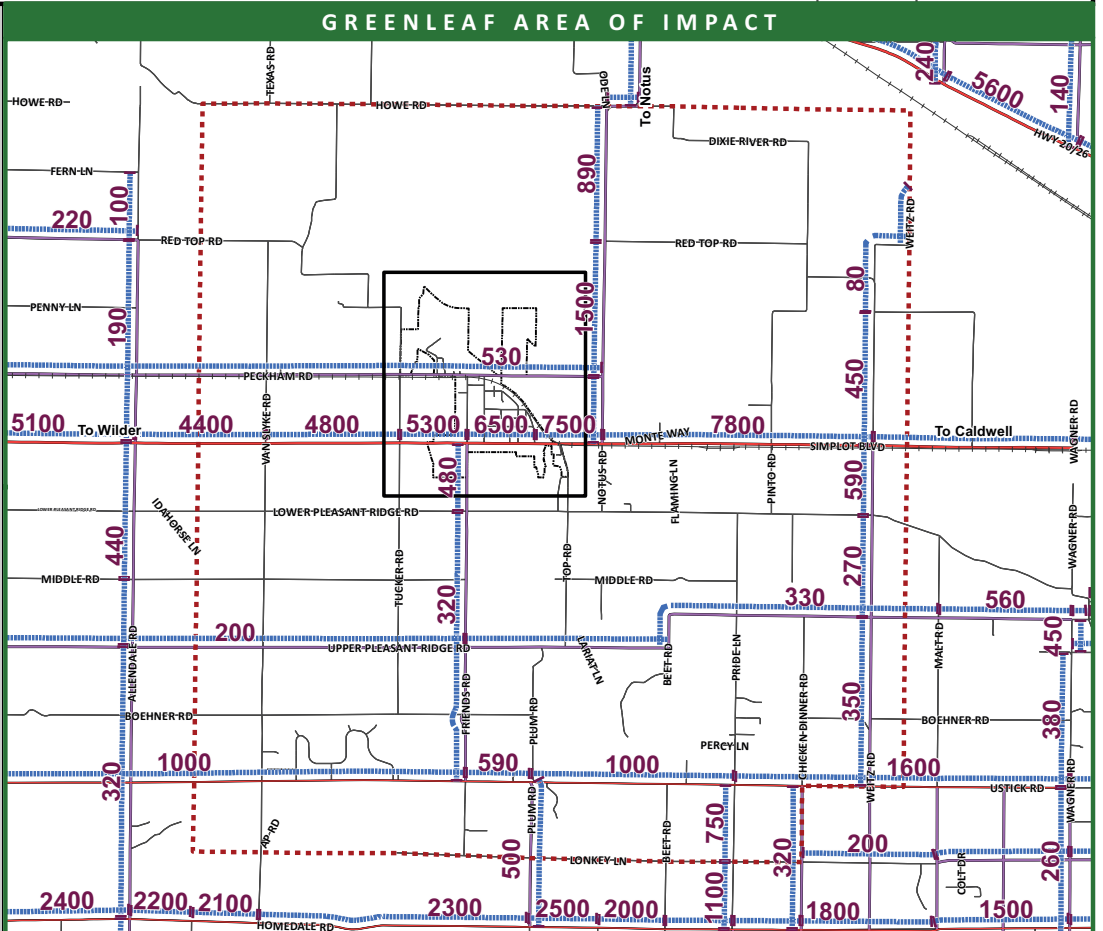 GREENLEAF AREA OF IMPACT
TEXAS RD
ODE LN
To Notus
240
5600
140
HWY 20/26
HOWE RD
HOWE RD
DIXIE RIVER RD
FERN LN
890
100
220
RED TOP RD
RED TOP RD
WEITZ RD
80
PENNY LN
190
1500
530
PECKHAM RD
450
VAN SLYKE RD
5100
To Wilder
4400
4800
5300
6500
7500
MONTE WAY
7800
SIMPLOT BLVD
To Caldwell
WAGNER RD
480
NOTUS RD
FLAMING LN
PINTO RD
590
LOWER PLEASANT RIDGE RD
LOWER PLEASANT RIDGE RD
IDAHORSE LN
440
WAGNER RD
MIDDLE RD
TUCKER RD
TOP RD
MIDDLE RD
270
320
330
560
200
UPPER PLEASANT RIDGE RD
ALLENDALE RD
LARIAT LN
BEET RD
PRIDE LN
MALT RD
450
BOEHNER RD
FRIENDS RD
PLUM RD
CHICKEN DINNER RD
350
BOEHNER RD
380
PERCY LN
1000
590
1000
WEITZ RD
1600
USTICK RD
320
PLUM RD
WAGNER RD
AP RD
500
LONKEY LN
BEET RD
750
320
200
COLT DR
260
2400
2200
2100
HOMEDALE RD
2300
2500
2000
1100
1800
1500